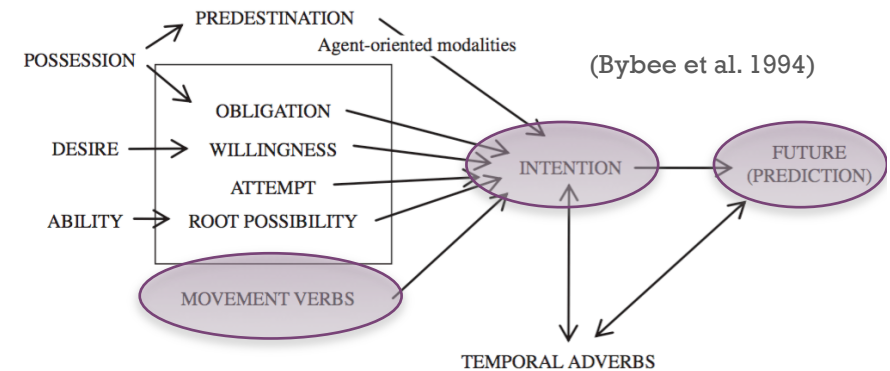 PREDESTINATION
Agent-oriented modalities
POSSESSION
(Bybee et al. 1994)
OBLIGATION
DESIRE
WILLINGNESS
INTENTION
FUTURE
(PREDICTION)
ATTEMPT
ABILITY
ROOT POSSIBILITY
MOVEMENT VERBS
TEMPORAL ADVERBS